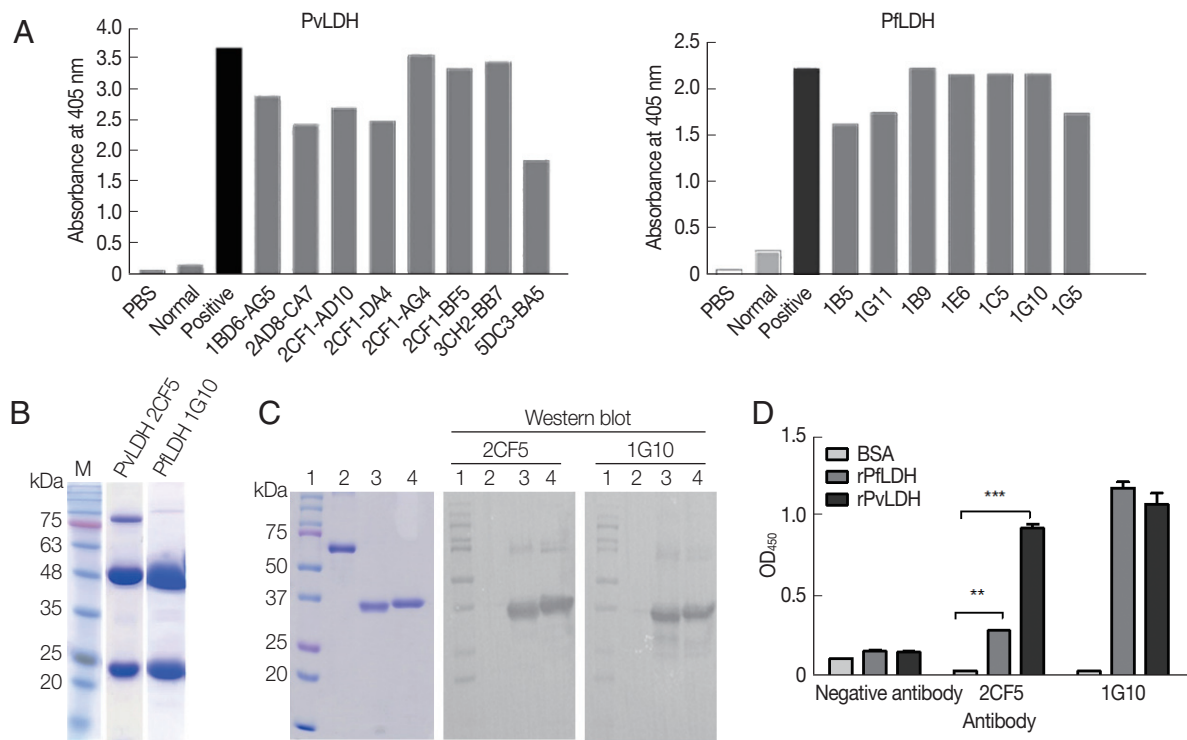 A
PvLDH
Absorbance at 405 nm
4.0
3.5
3.0
2.5
2.0
1.5
1.0
0.5
0
PBS
Normal
Positive
1BD6-AG5
2AD8-CA7
2CF1-AD10
2CF1-DA4
2CF1-AG4
2CF1-BF5
3CH2-BB7
5DC3-BA5
PfLDH
Absorbance at 405 nm
2.5
2.0
1.5
1.0
0.5
0
PBS
Normal
Positive
1B5
1G11
1B9
1E6
1C5
1G10
1G5
B
kDa
M
PvLDH 2CF5
PfLDH 1G10
75
63
48
35
25
20
C
Western blot
2CF5
1G10
1 2 3 4
1 2 3 4
1 2 3 4
kDa
75
50
37
25
20
D
BSA
rPfLDH
rPvLDH
OD450
1.5
1.0
0.5
0
**
***
Negative antibody
2CF5
1G10
Antibody